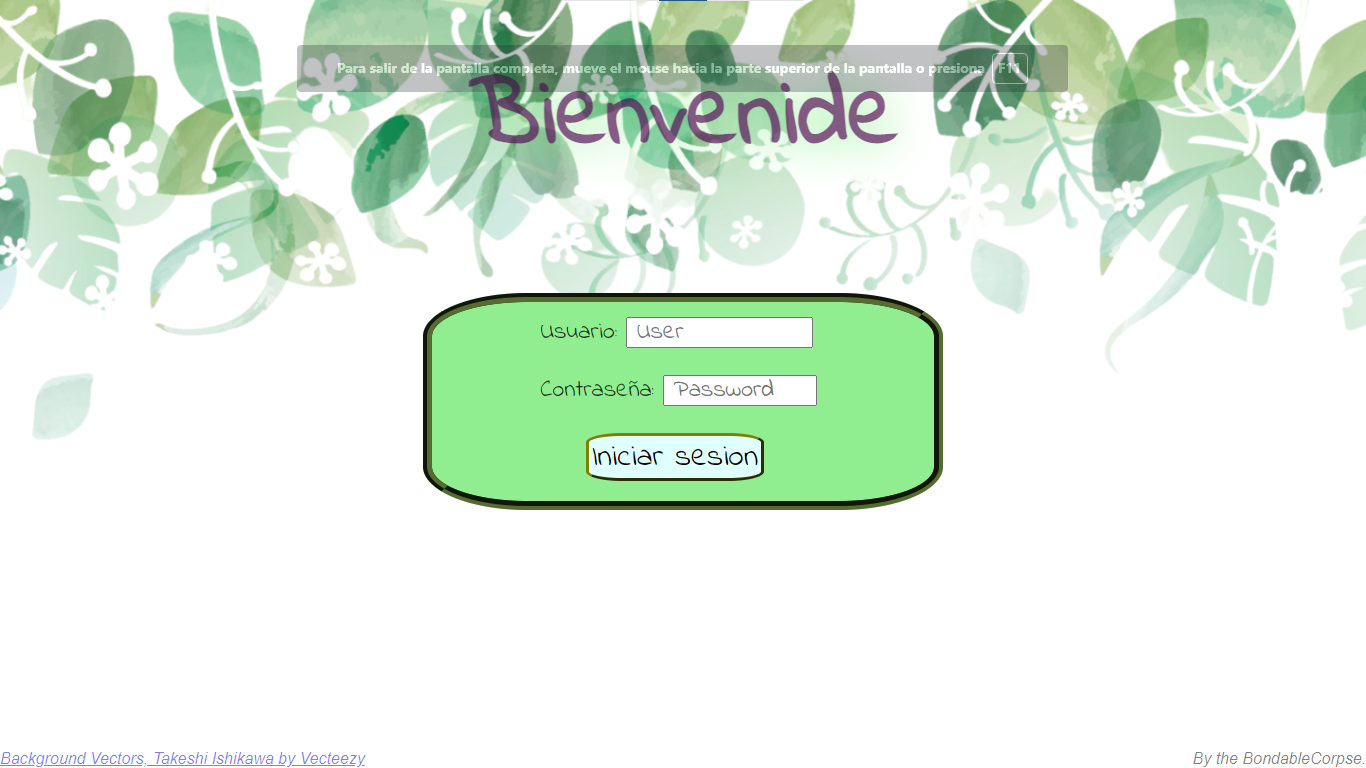 Para salir de la pantalla completa, mueve el mouse hacia la parte superior de la pantalla o presiona F11
Bienvenide
Usuario: User
Contraseña: Password
Iniciar sesion
Background Vectors, Takeshi Ishikawa by Vecteezy
By the BondableCorpse.